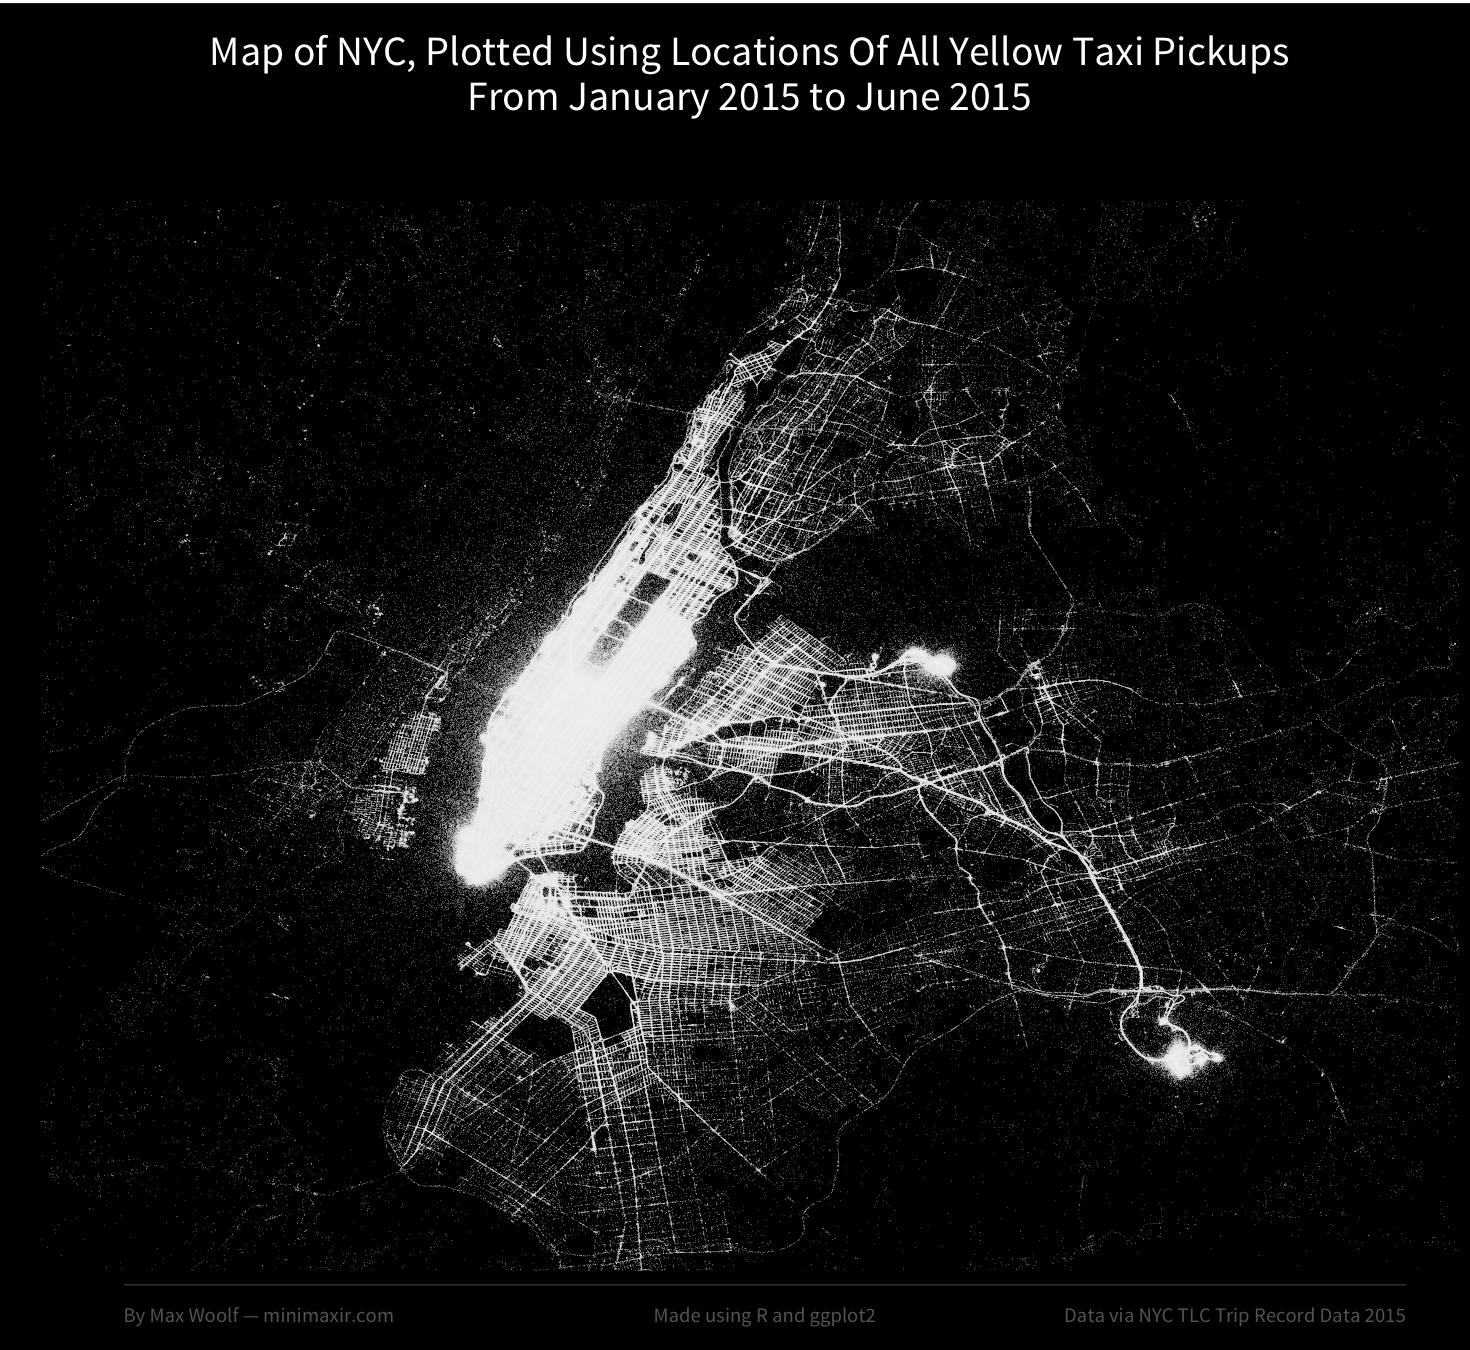 Map of NYC, Plotted Using Locations Of All Yellow Taxi Pickups
From January 2015 to June 2015
By Max Woolf — minimaxir.com
Made using R and ggplot2
Data via NYC TLC Trip Record Data 2015